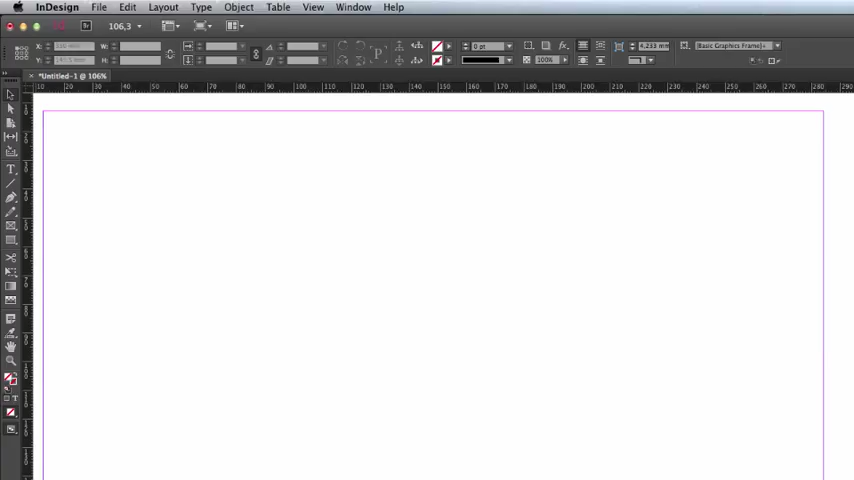 InDesign File Edit Layout Type Object Table View Window Help
Br 106,3
X: W: 0 pt 4,233 mm [Basic Graphics Frame]+
Y: H: P 100%
*Untitled-1 @ 106%
10 20 30 40 50 60 70 80 90 100 110 120 130 140 150 160 170 180 190 200 210 220 230 240 250 260 270 280 290
T
T